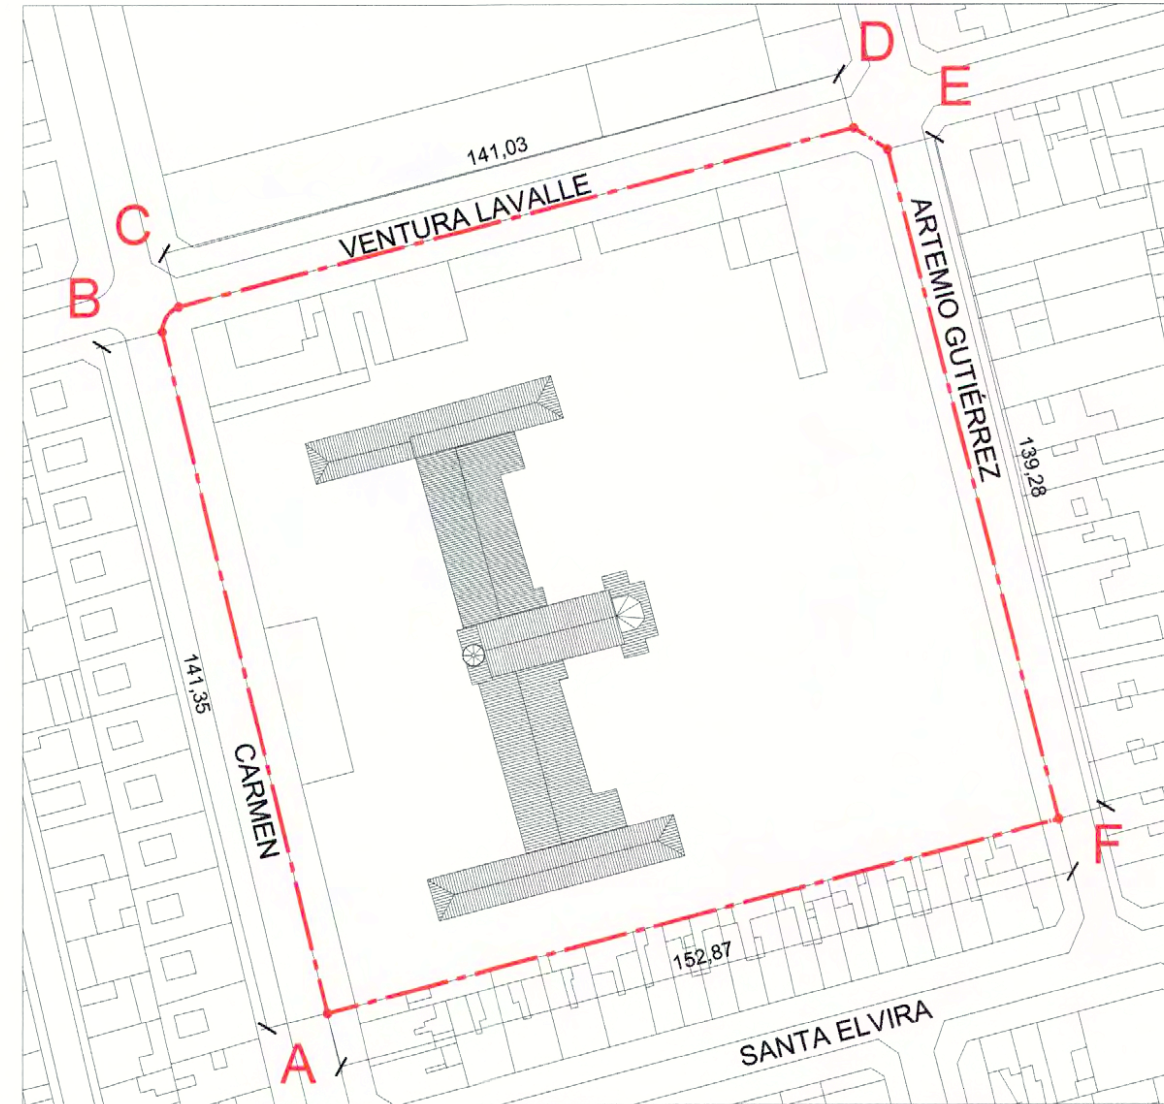 D
E
141,03
VENTURA LAVALLE
C
B
ARTEMIO GUTIÉRREZ
139,28
141,35
CARMEN
F
152,87
SANTA ELVIRA
A